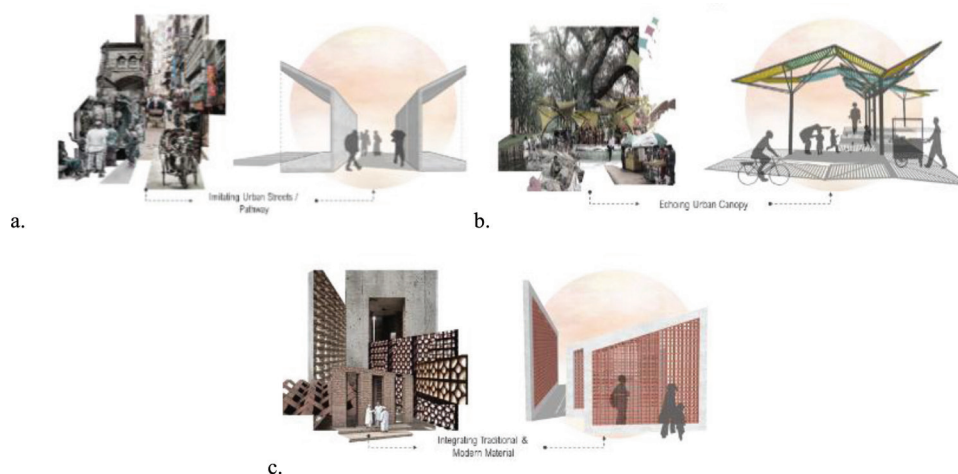 Imitating Urban Streets /
Pathway
a.
Echoing Urban Canopy
b.
Integrating Traditional &
Modern Material
c.